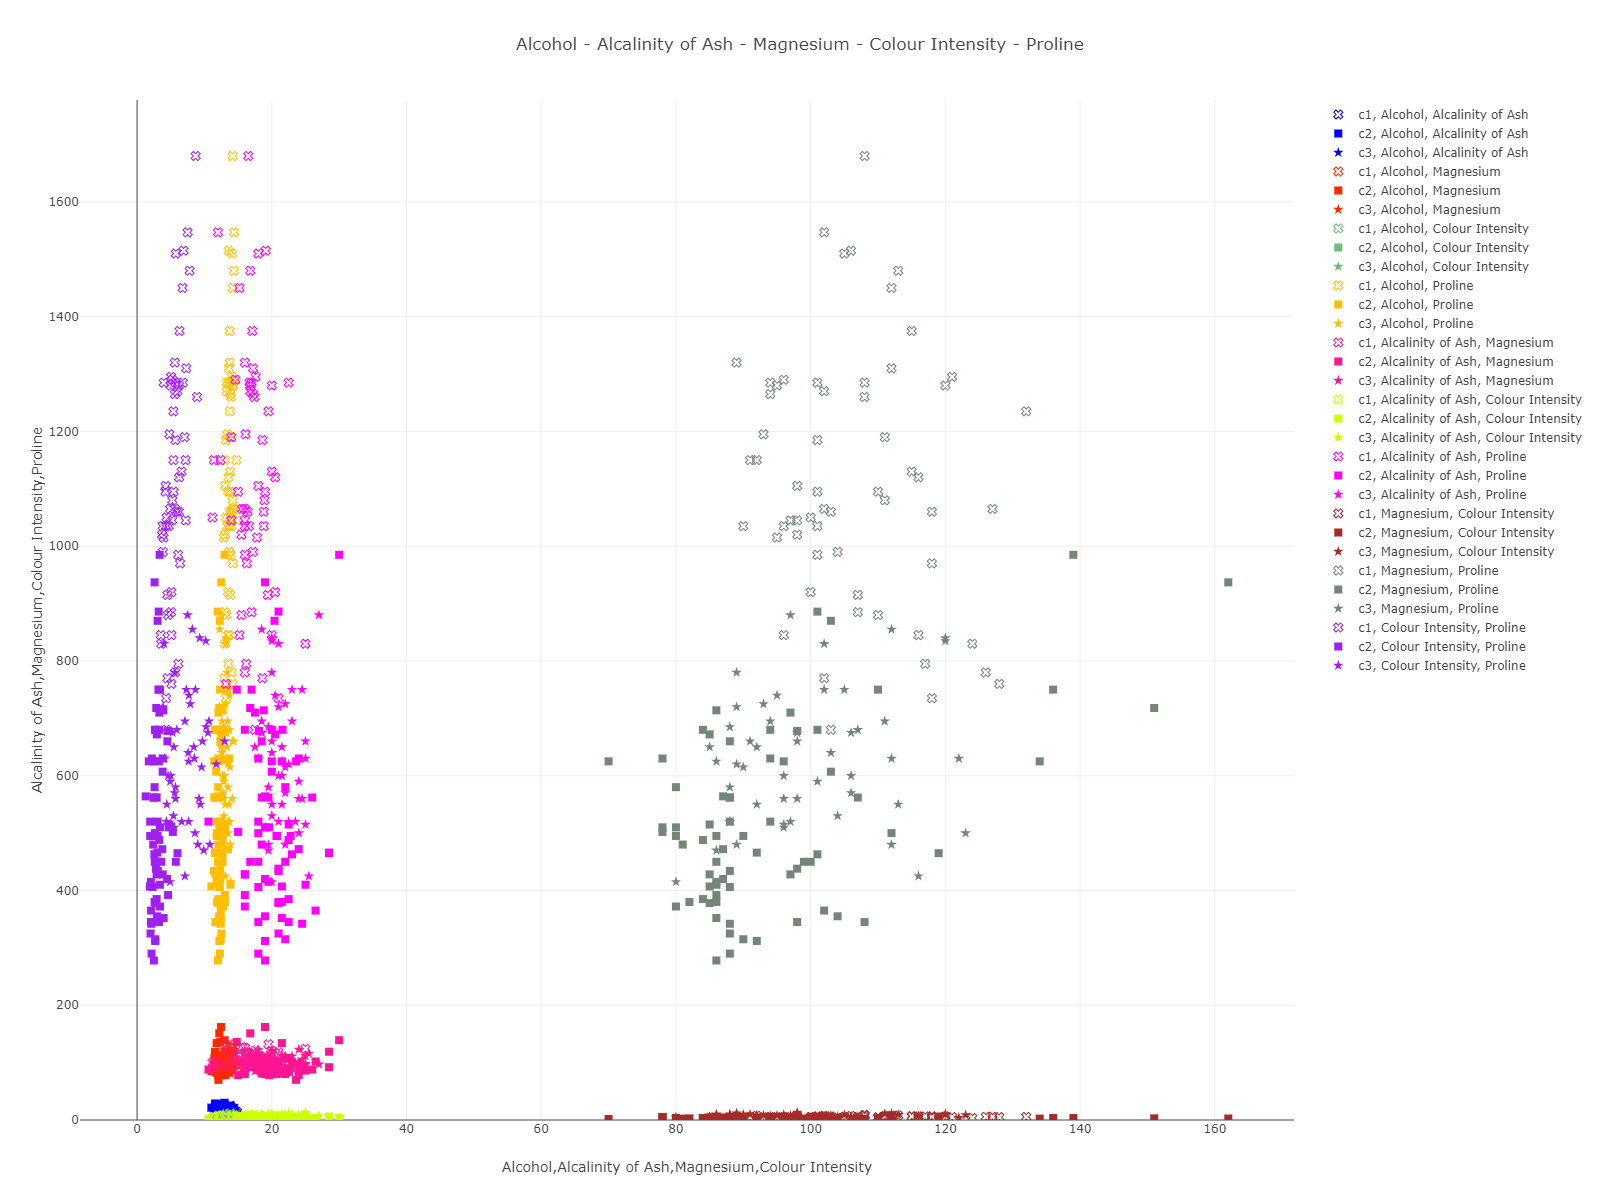 Alcohol - Alcalinity of Ash - Magnesium - Colour Intensity - Proline
Alcalinity of Ash,Magnesium,Colour Intensity,Proline
1600
1400
1200
1000
800
600
400
200
0
0 20 40 60 80 100 120 140 160
Alcohol,Alcalinity of Ash,Magnesium,Colour Intensity
c1, Alcohol, Alcalinity of Ash
c2, Alcohol, Alcalinity of Ash
c3, Alcohol, Alcalinity of Ash
c1, Alcohol, Magnesium
c2, Alcohol, Magnesium
c3, Alcohol, Magnesium
c1, Alcohol, Colour Intensity
c2, Alcohol, Colour Intensity
c3, Alcohol, Colour Intensity
c1, Alcohol, Proline
c2, Alcohol, Proline
c3, Alcohol, Proline
c1, Alcalinity of Ash, Magnesium
c2, Alcalinity of Ash, Magnesium
c3, Alcalinity of Ash, Magnesium
c1, Alcalinity of Ash, Colour Intensity
c2, Alcalinity of Ash, Colour Intensity
c3, Alcalinity of Ash, Colour Intensity
c1, Alcalinity of Ash, Proline
c2, Alcalinity of Ash, Proline
c3, Alcalinity of Ash, Proline
c1, Magnesium, Colour Intensity
c2, Magnesium, Colour Intensity
c3, Magnesium, Colour Intensity
c1, Magnesium, Proline
c2, Magnesium, Proline
c3, Magnesium, Proline
c1, Colour Intensity, Proline
c2, Colour Intensity, Proline
c3, Colour Intensity, Proline